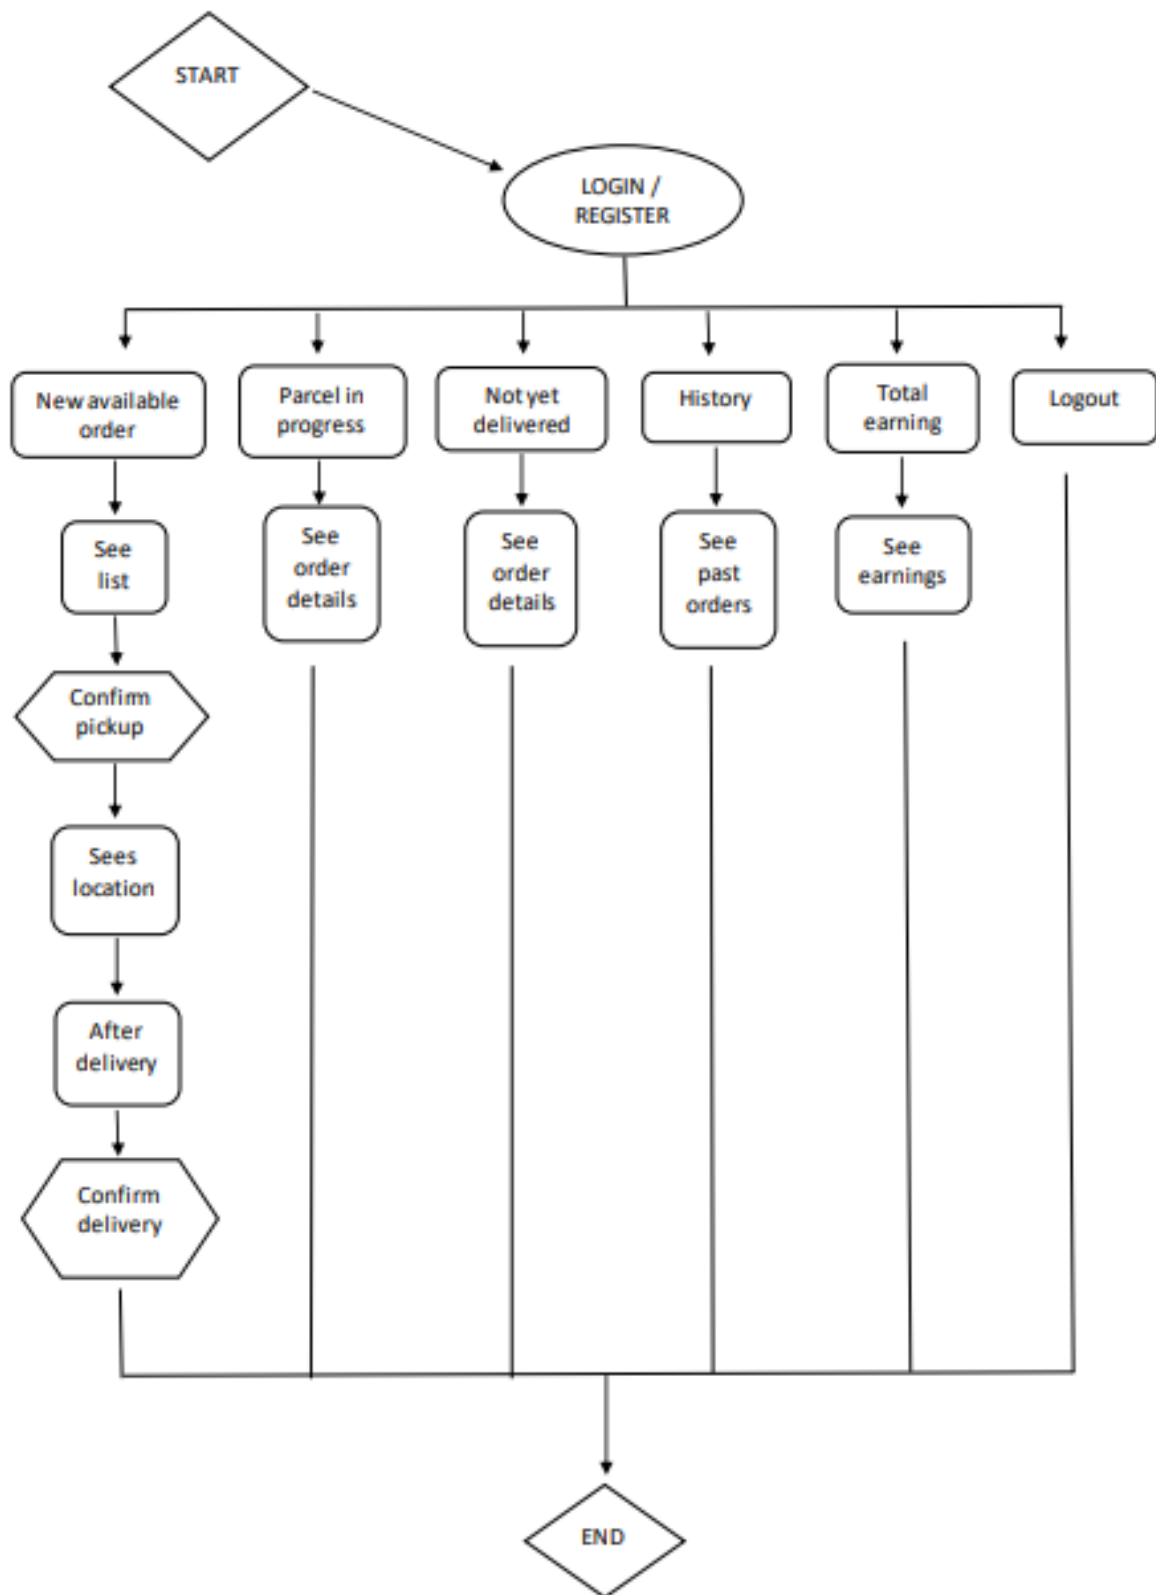 START
LOGIN /
REGISTER
New available
order
Parcel in
progress
Not yet
delivered
History
Total
earning
Logout
See
list
See
order
details
See
order
details
See
past
orders
See
earnings
Confirm
pickup
Sees
location
After
delivery
Confirm
delivery
END